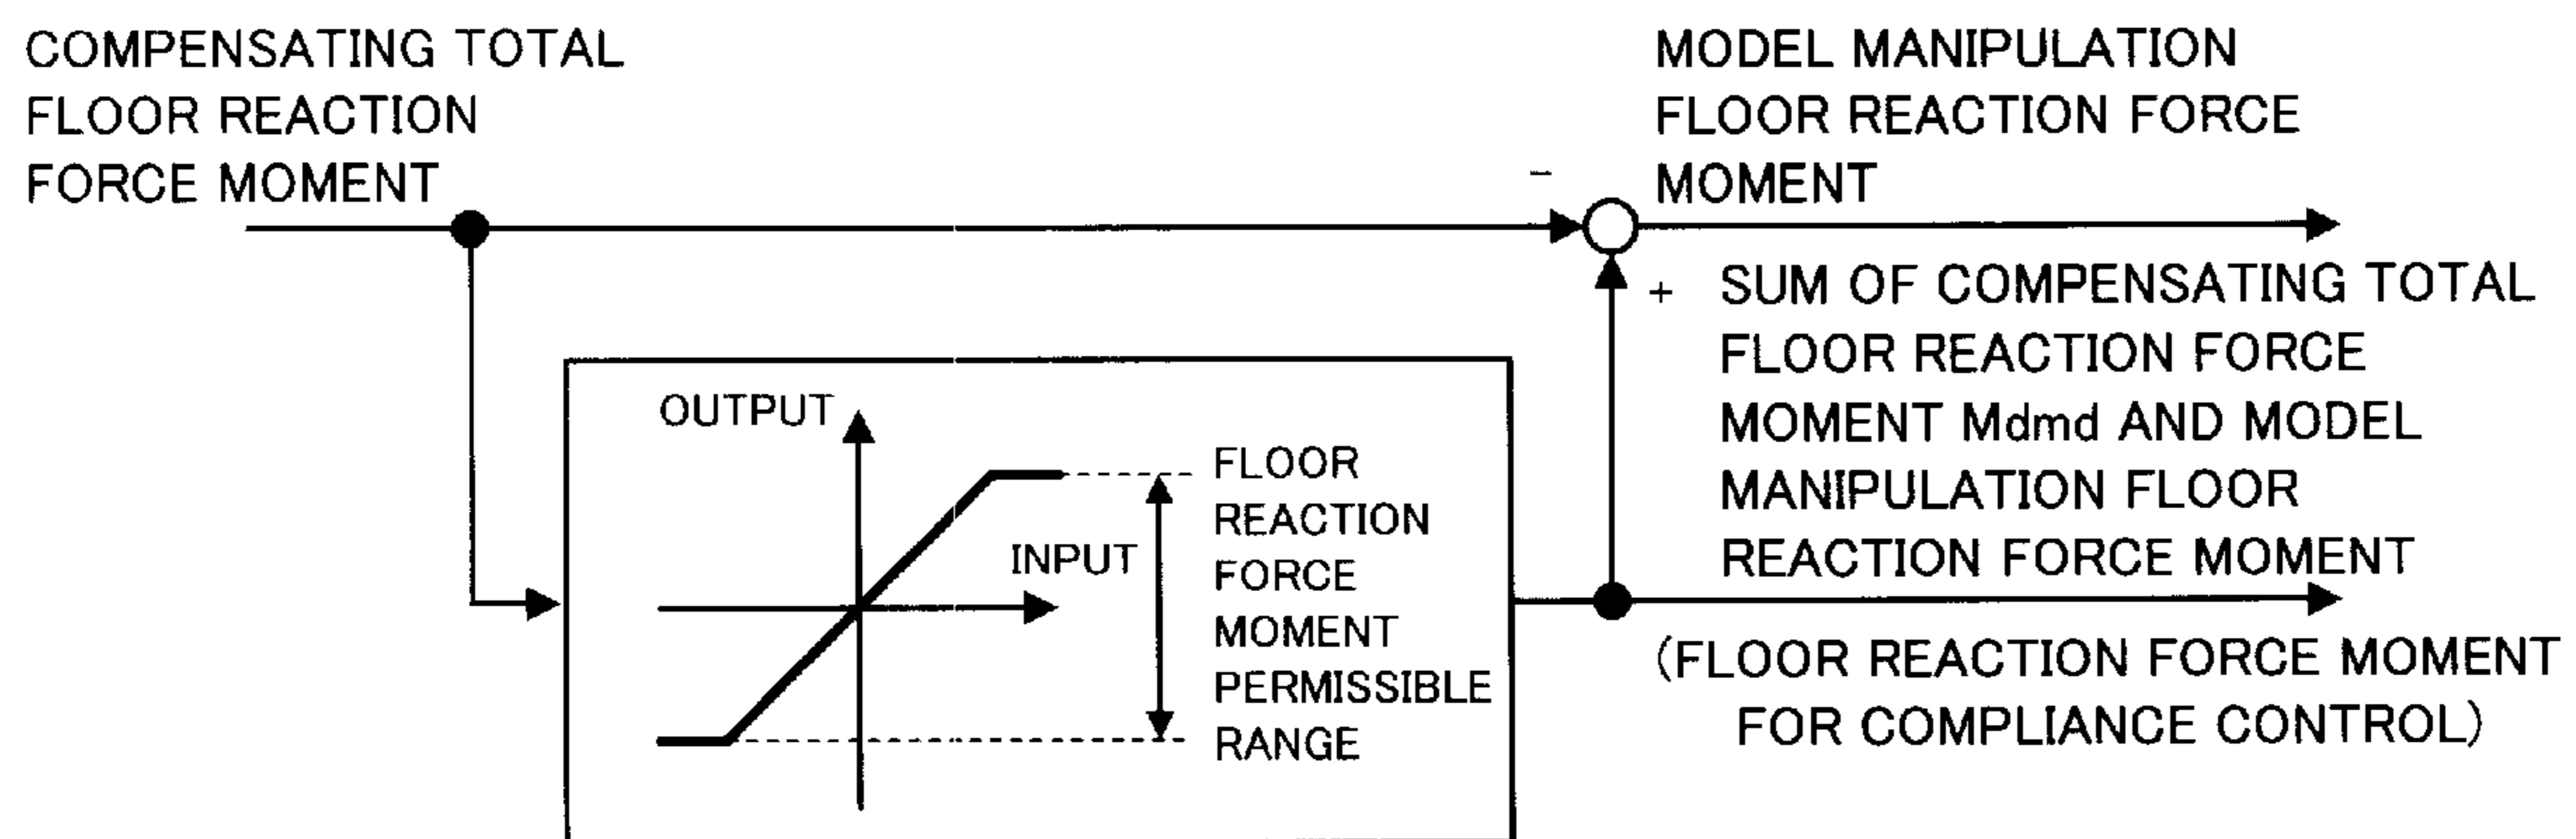 COMPENSATING TOTAL
FLOOR REACTION
FORCE MOMENT
MODEL MANIPULATION
FLOOR REACTION FORCE
MOMENT
-
+
SUM OF COMPENSATING TOTAL
FLOOR REACTION FORCE
MOMENT Mdmd AND MODEL
MANIPULATION FLOOR
REACTION FORCE MOMENT
OUTPUT
INPUT
FLOOR
REACTION
FORCE
MOMENT
PERMISSIBLE
RANGE
(FLOOR REACTION FORCE MOMENT
FOR COMPLIANCE CONTROL)